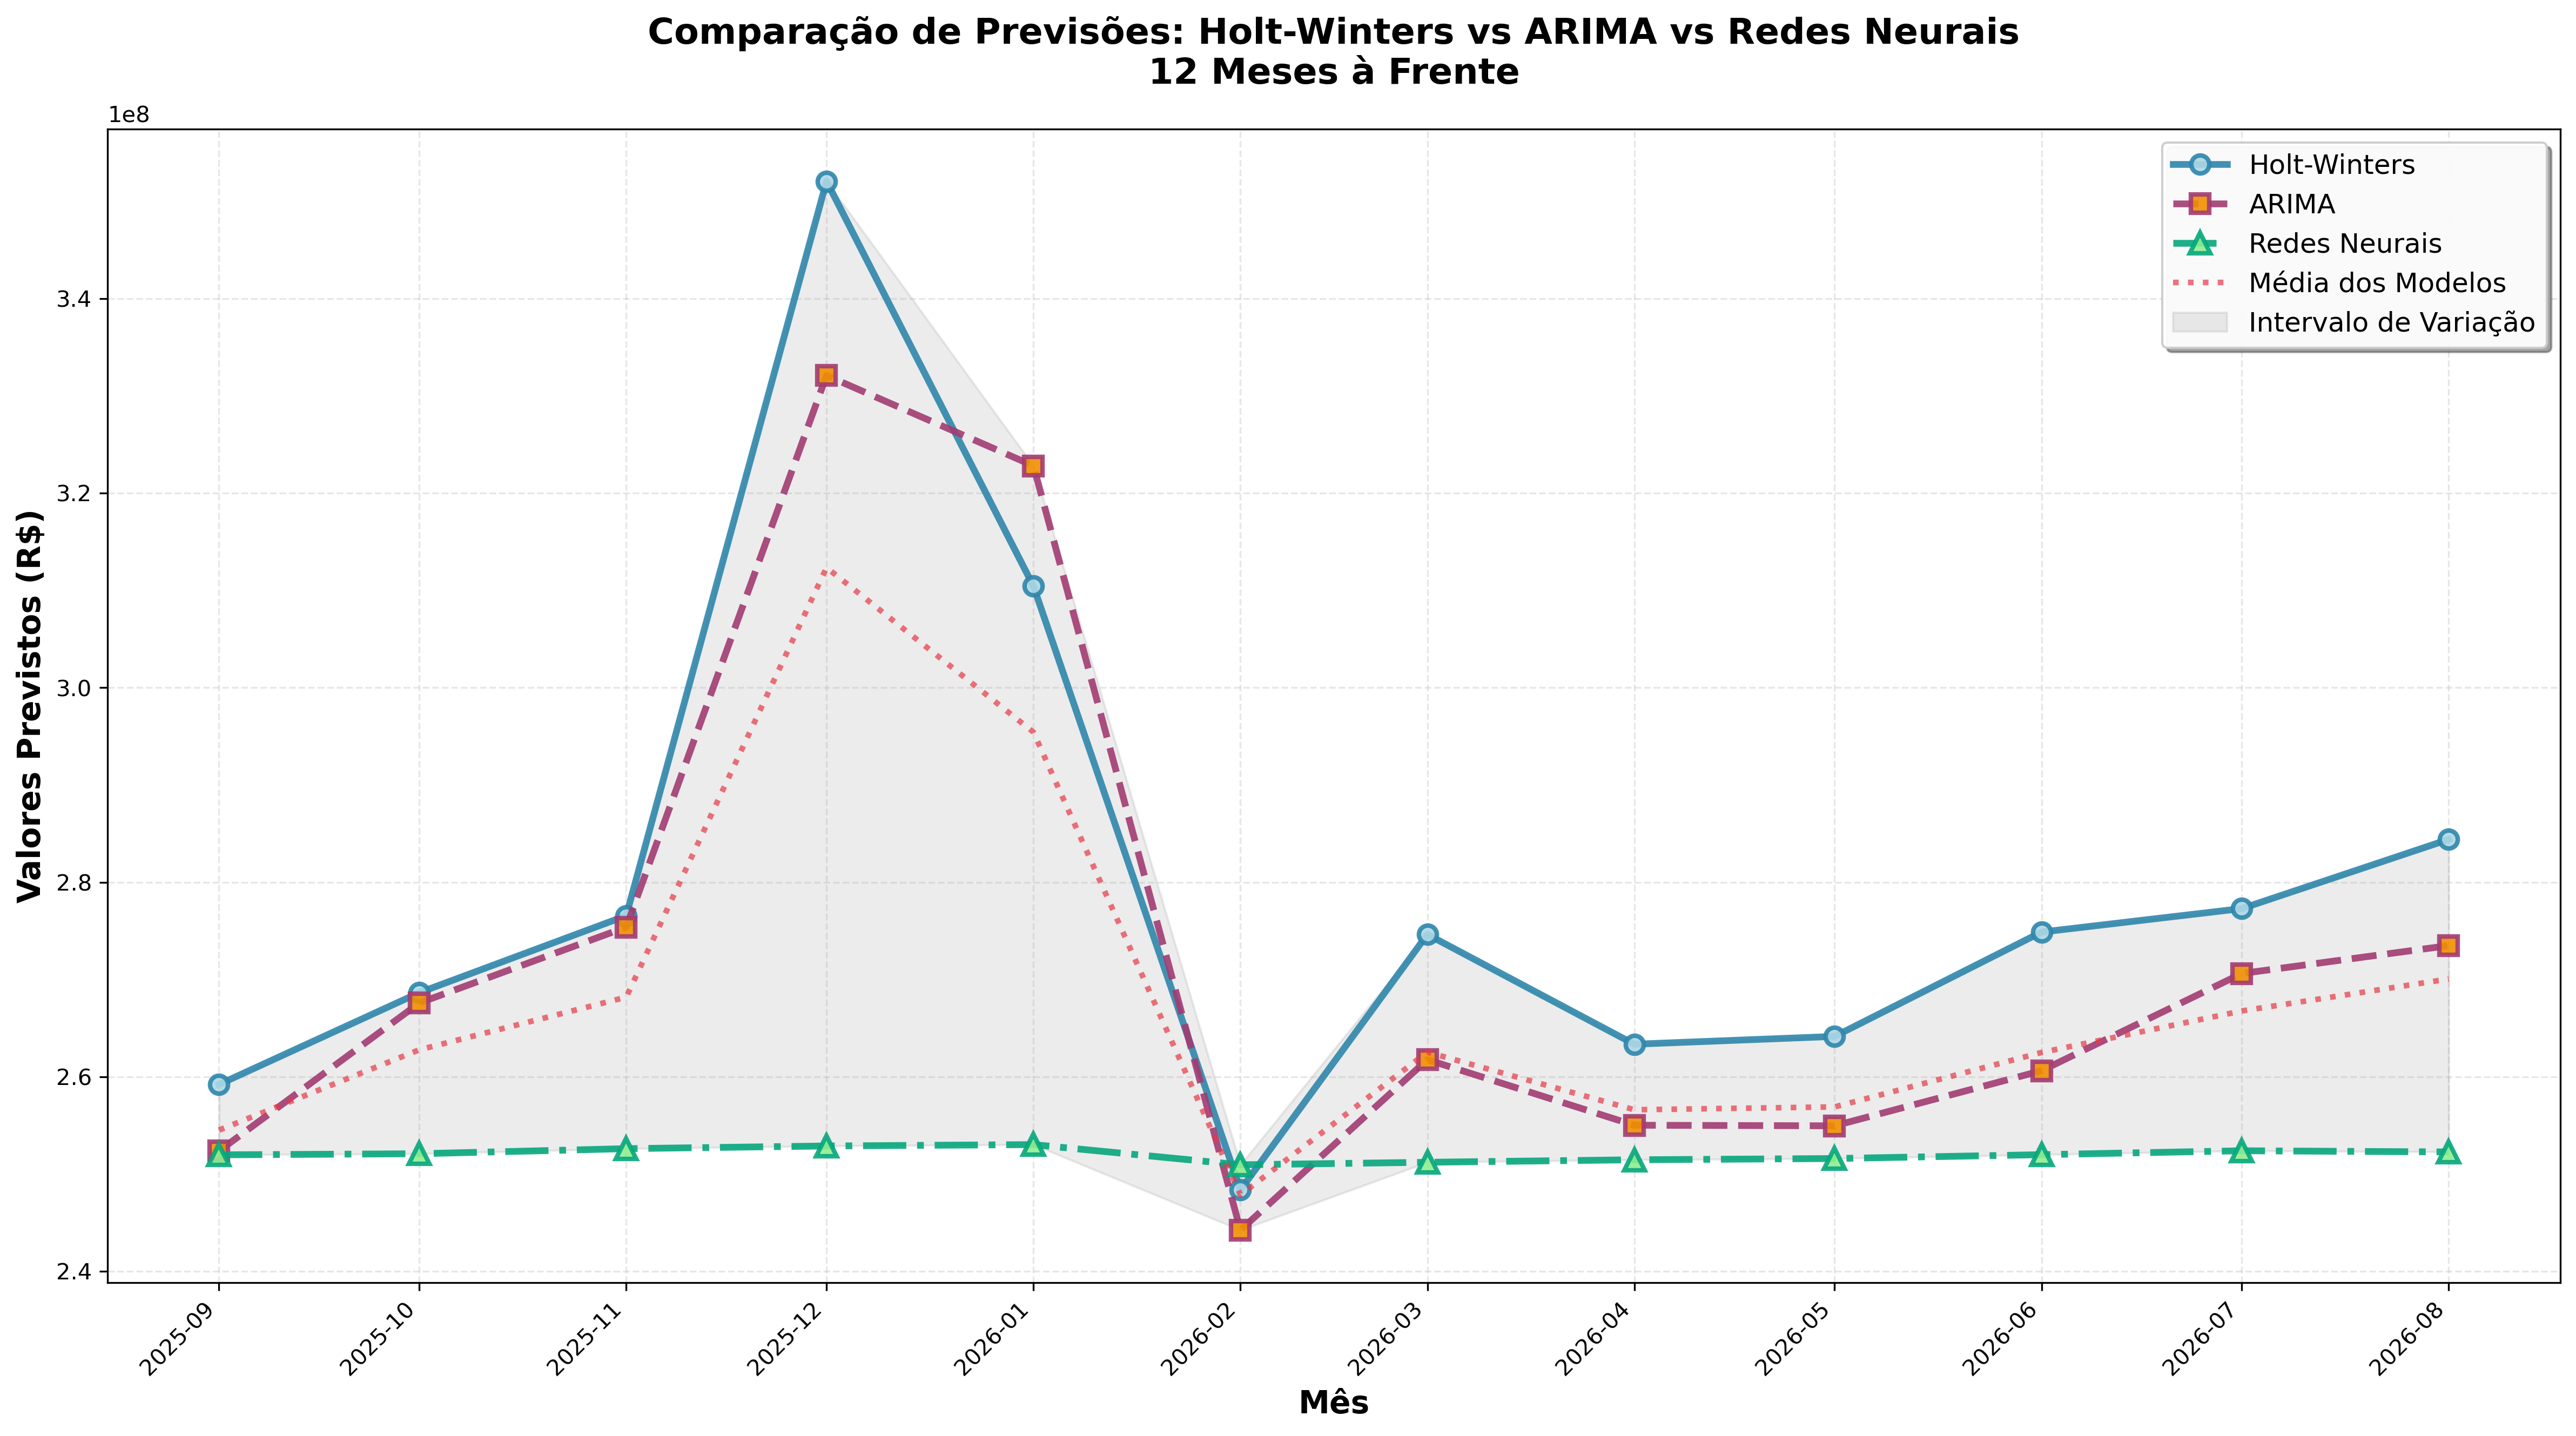 Comparação de Previsões: Holt-Winters vs ARIMA vs Redes Neurais
12 Meses à Frente
1e8
Holt-Winters
ARIMA
Redes Neurais
Média dos Modelos
Intervalo de Variação
Valores Previstos (R$)
3.4
3.2
3.0
2.8
2.6
2.4
2025-09
2025-10
2025-11
2025-12
2026-01
2026-02
2026-03
2026-04
2026-05
2026-06
2026-07
2026-08
Mês